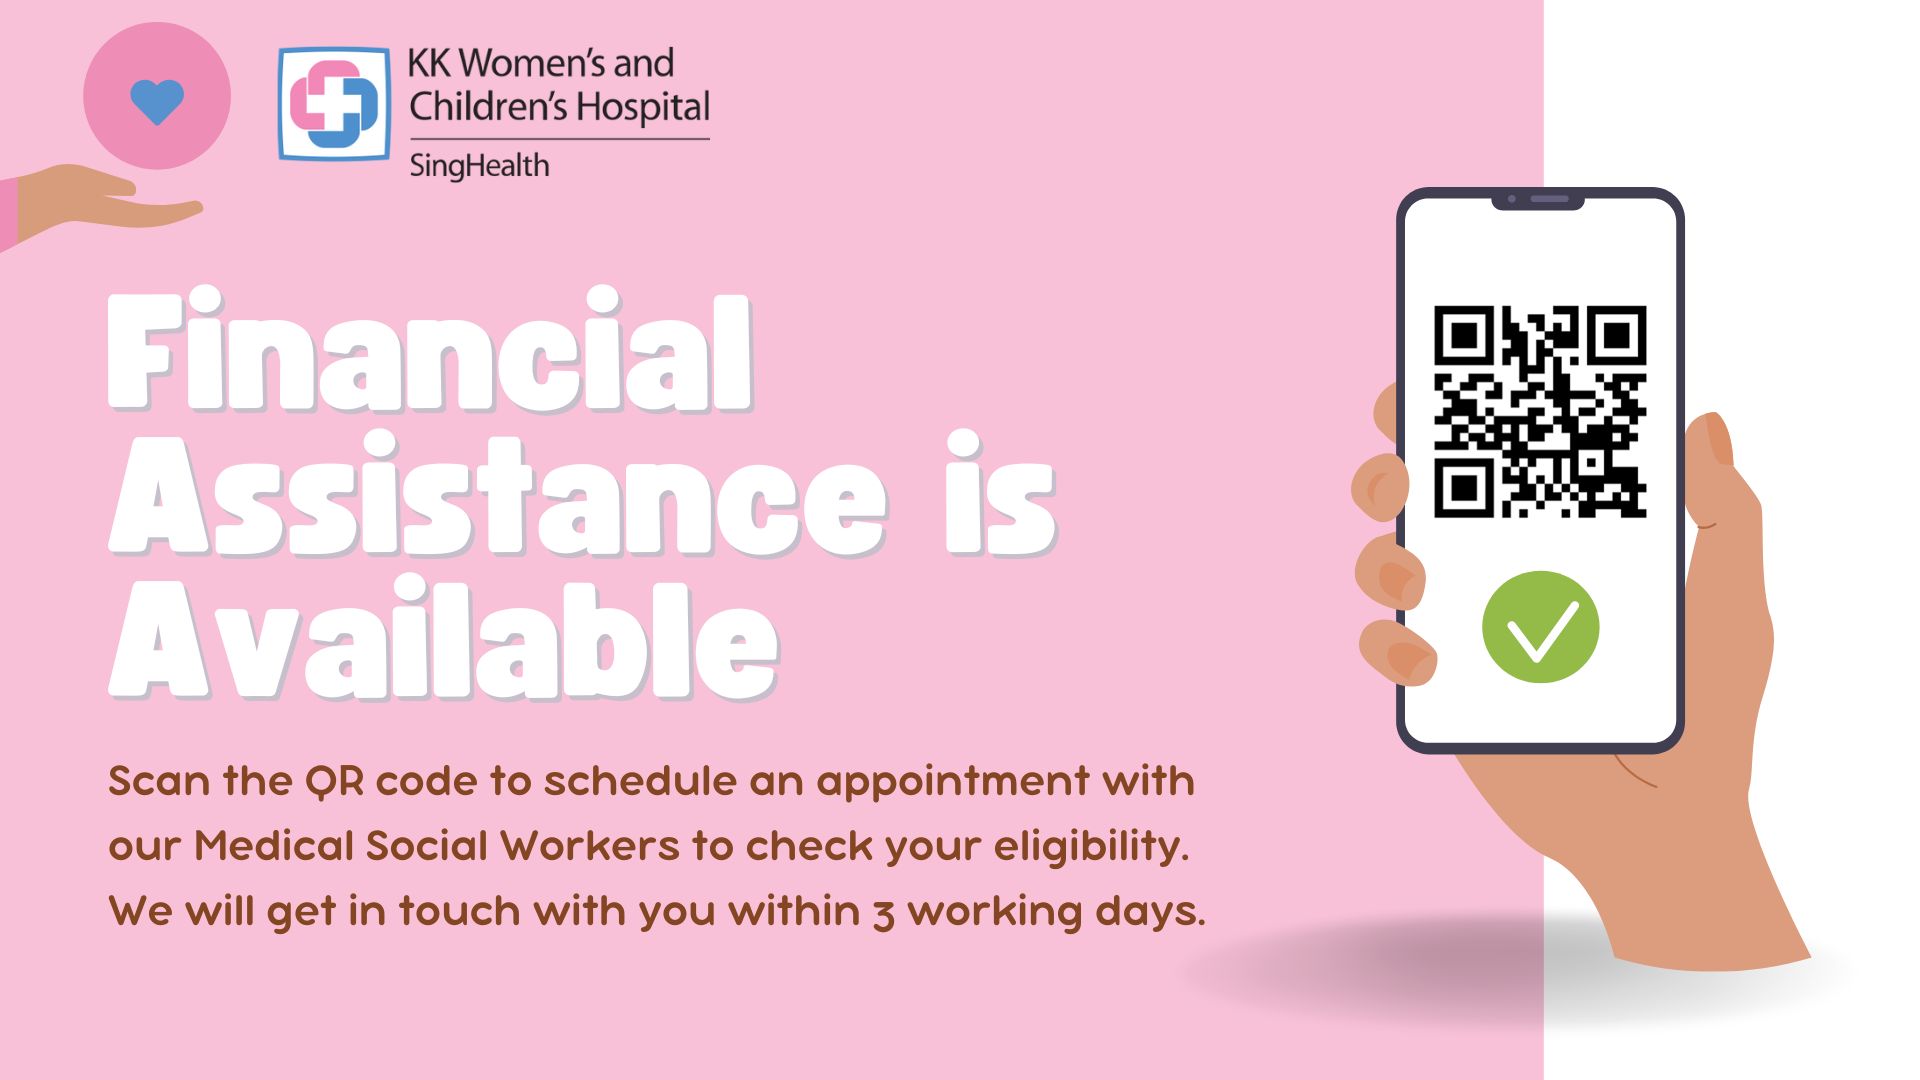 KK Women's and
Children's Hospital
SingHealth
Financial
Assistance is
Available
Scan the QR code to schedule an appointment with
our Medical Social Workers to check your eligibility.
We will get in touch with you within 3 working days.